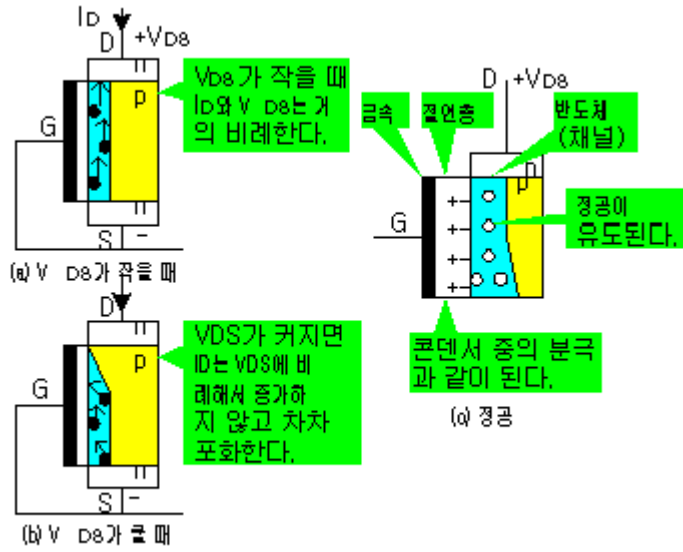 ID
D +VD8
n
p
G
n
S -
VD8가 작을 때
ID와 V D8는 거
의 비례한다.
(a) V D8가 작을 때
D
p
G
n
S -
VDS가 커지면
ID는 VDS에 비
례해서 증가하
지 않고 차차
포화한다.
(b) V D8가 클 때
D +VD8
금속
절연층
반도체
(채널)
n
p
G
+-
+-
+-
+-
정공이
유도된다.
콘덴서 중의 분극
과 같이 된다.
(c) 정공